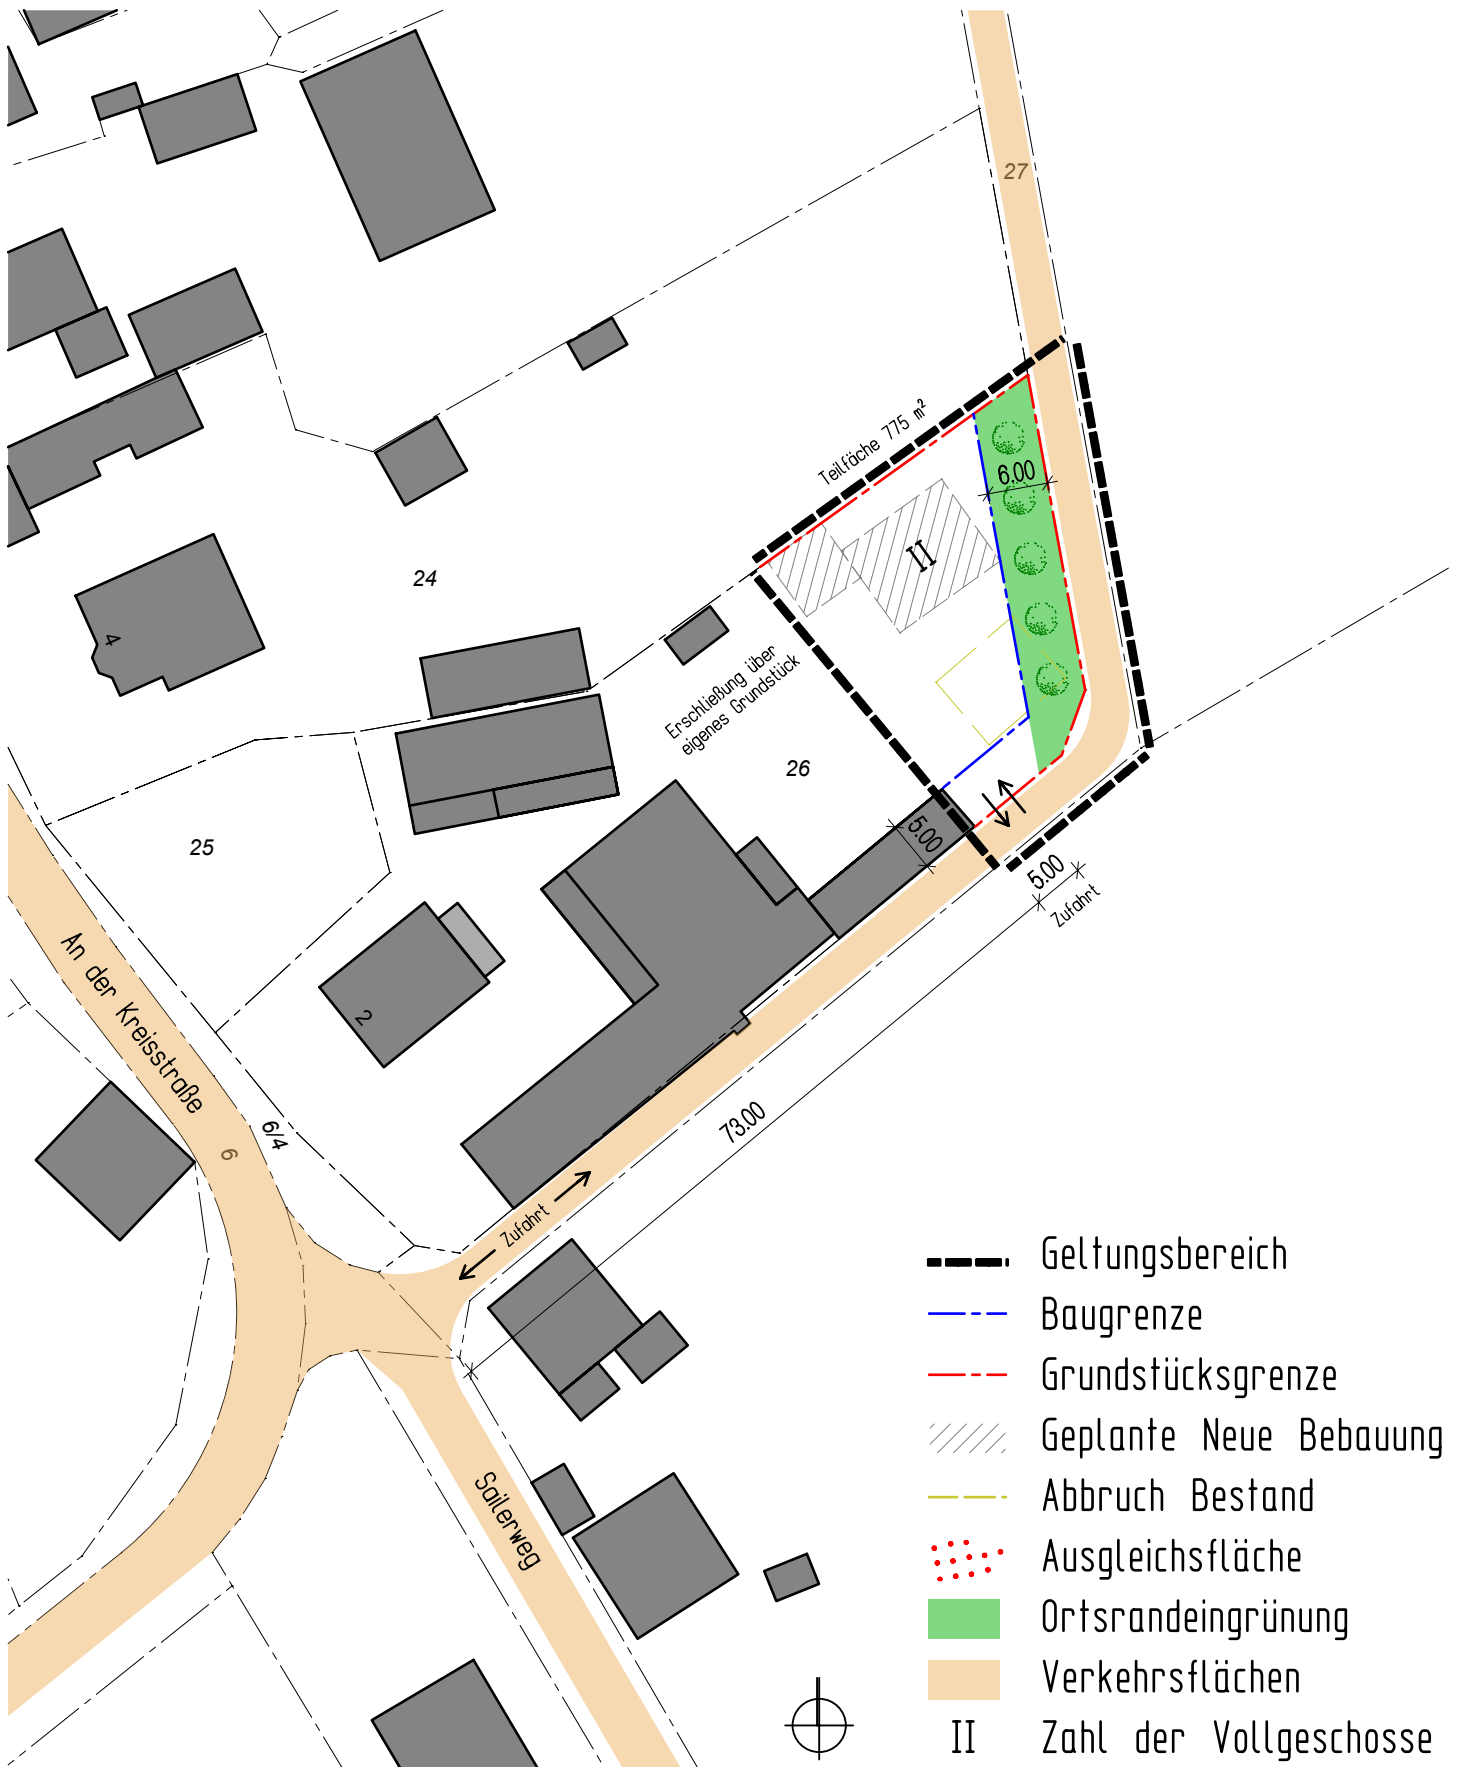 27
Teilfäche 775 m²
6.00
II
24
4
Erschließung über
eigenes Grundstück
26
25
5.00
5.00
Zufahrt
An der Kreisstraße
2
6/4
6
73.00
Zufahrt
Sailerweg
Geltungsbereich
Baugrenze
Grundstücksgrenze
Geplante Neue Bebauung
Abbruch Bestand
Ausgleichsfläche
Ortsrandeingrünung
Verkehrsflächen
II Zahl der Vollgeschosse